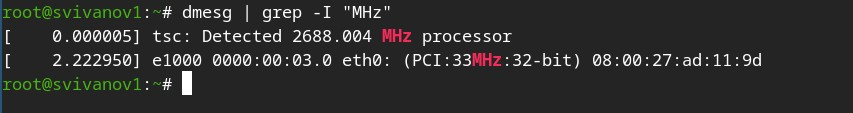 root@svivanov1:~# dmesg | grep -I "MHz"
[    0.000005] tsc: Detected 2688.004 MHz processor
[    2.222950] e1000 0000:00:03.0 eth0: (PCI:33MHz:32-bit) 08:00:27:ad:11:9d
root@svivanov1:~#